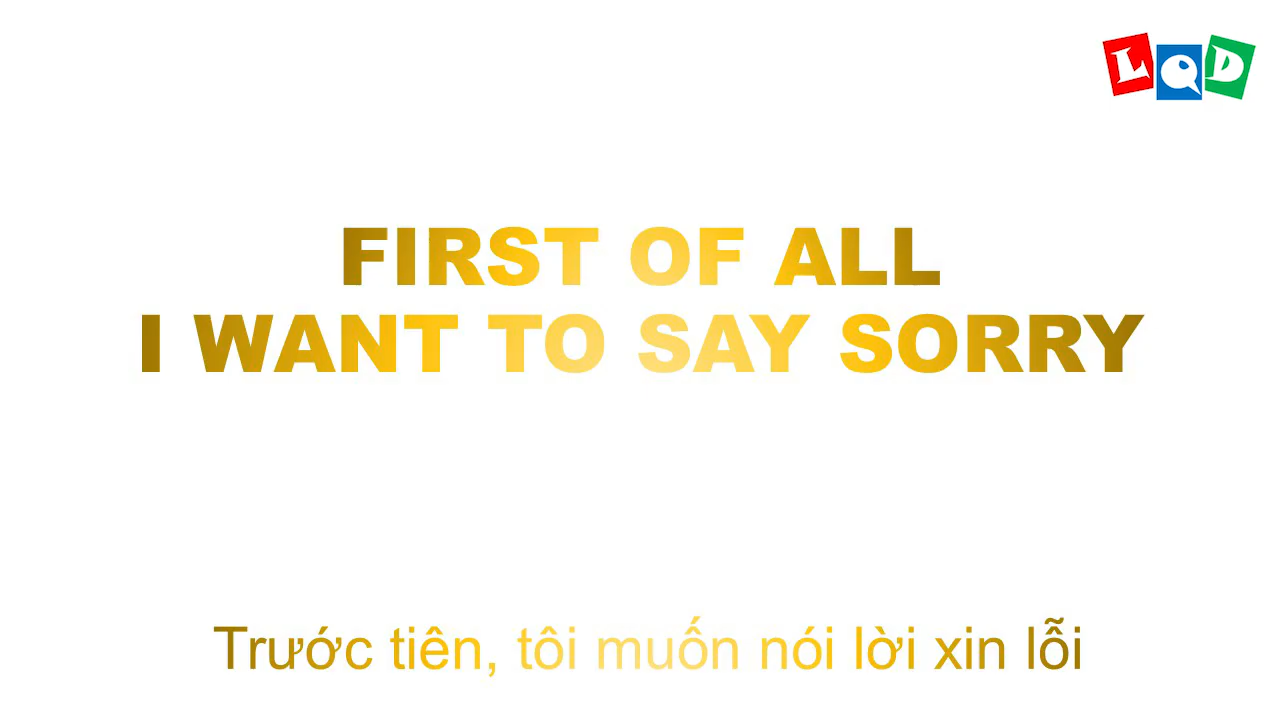 LQD
FIRST OF ALL
I WANT TO SAY SORRY
Trước tiên, tôi muốn nói lời xin lỗi